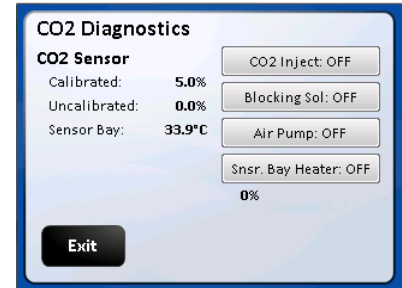 CO2 Diagnostics
CO2 Sensor
Calibrated: 5.0%
Uncalibrated: 0.0%
Sensor Bay: 33.9°C
CO2 Inject: OFF
Blocking Sol: OFF
Air Pump: OFF
Snsr. Bay Heater: OFF
0%
Exit